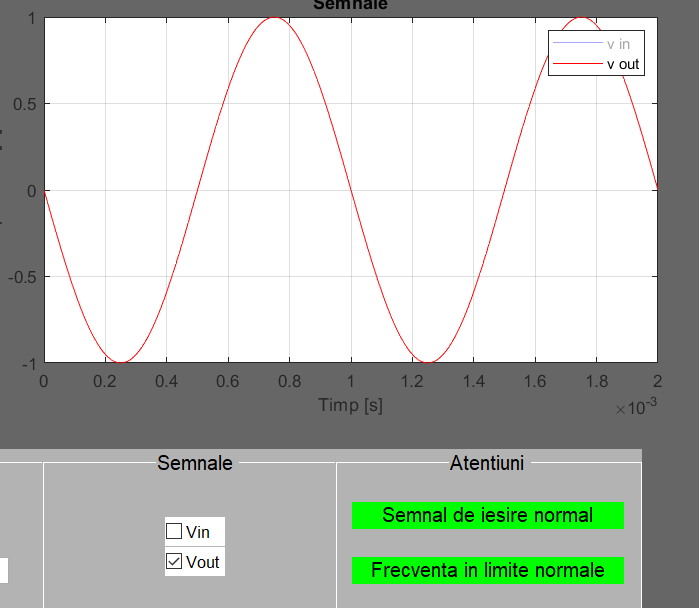 Semnale
1
v in
v out
0.5
0
-0.5
-1
0 0.2 0.4 0.6 0.8 1 1.2 1.4 1.6 1.8 2
Timp [s]
×10-3
Semnale
Atentiuni
Semnal de iesire normal
Vin
Vout
Frecventa in limite normale